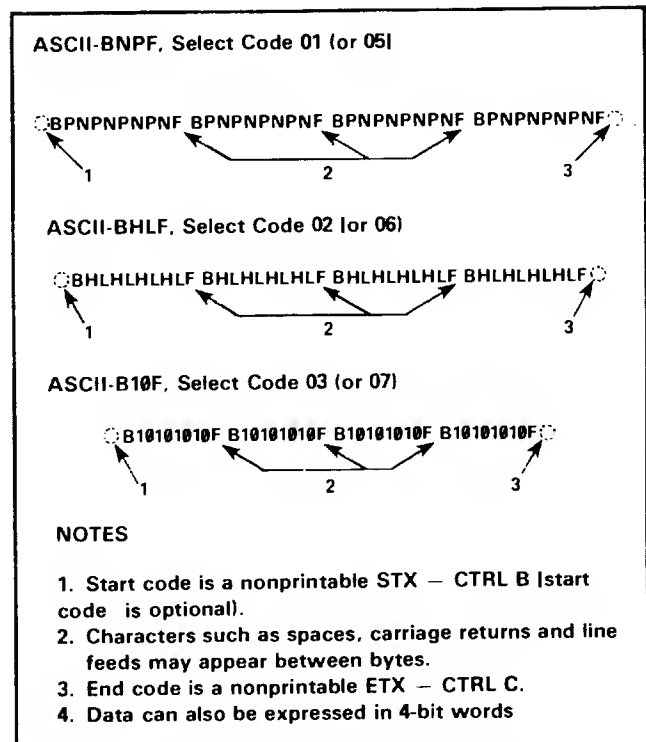 ASCII-BNPF, Select Code 01 (or 05)
BPNPNPNPNF BPNPNPNPNF BPNPNPNPNF BPNPNPNPNF
1 2 3
ASCII-BHLF, Select Code 02 (or 06)
BHLHLHLHLF BHLHLHLHLF BHLHLHLHLF BHLHLHLHLF
1 2 3
ASCII-B10F, Select Code 03 (or 07)
B10101010F B10101010F B10101010F B10101010F
1 2 3
NOTES
1. Start code is a nonprintable STX — CTRL B (start
code is optional).
2. Characters such as spaces, carriage returns and line
feeds may appear between bytes.
3. End code is a nonprintable ETX — CTRL C.
4. Data can also be expressed in 4-bit words